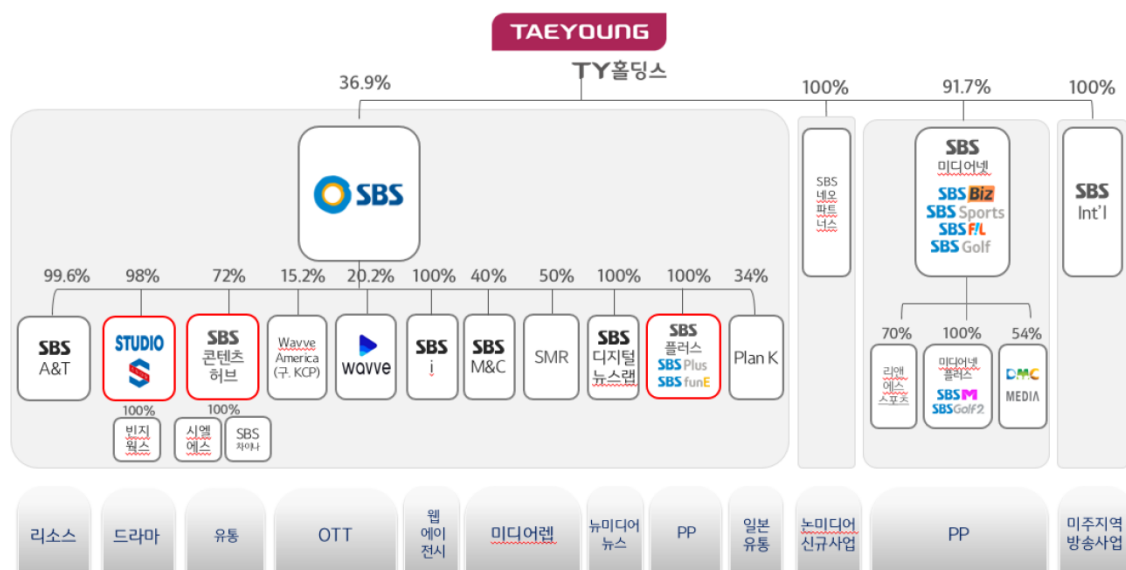 TAEYOUNG
TY홀딩스
36.9%
100%
91.7%
100%
SBS
SBS
네오
파트
너스
SBS
미디어넷
SBS Biz
SBS Sports
SBS F!L
SBS Golf
SBS
Int'l
99.6%
98%
72%
15.2%
20.2%
100%
40%
50%
100%
100%
34%
70%
100%
54%
SBS
A&T
STUDIO
S
SBS
콘텐츠
허브
Wavve
America
(구. KCP)
wavve
SBS
i
SBS
M&C
SMR
SBS
디지털
뉴스랩
SBS
플러스
SBS Plus
SBS funE
Plan K
리앤
에스
스포츠
미디어넷
플러스
SBS M
SBS Golf2
DMC
MEDIA
100%
빈지
웍스
100%
시엘
에스
SBS
차이나
리소스
드라마
유통
OTT
웹
에이
전시
미디어렙
뉴미디어
뉴스
PP
일본
유통
논미디어
신규사업
PP
미주지역
방송사업